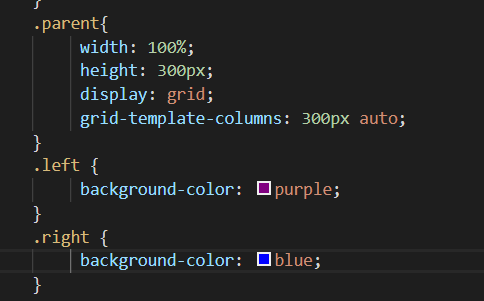 }
.parent{
width: 100%;
height: 300px;
display: grid;
grid-template-columns: 300px auto;
}
.left {
background-color: purple;
}
.right {
background-color: blue;
}